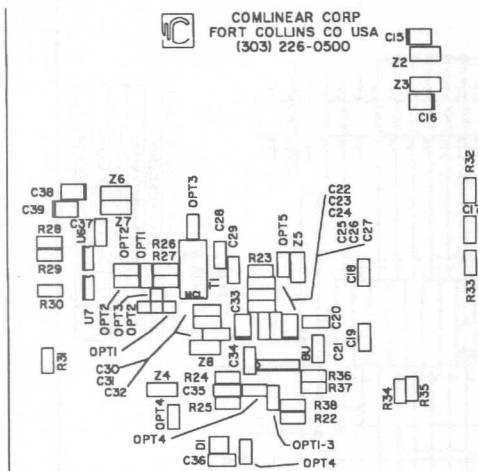 COMLINEAR CORP
FORT COLLINS CO USA
(303) 226-0500
C15
Z2
Z3
C16
R32
C17
R33
C38
C39
Z6
Z7
C37
U6
R28
R29
R30
U7
OPT2
OPT1
OPT3
R26
R27
C28
C29
T1
MCL
OPT2
OPT3
OPT2
OPT1
C30
C31
C32
R31
OPT5
Z5
C22
C23
C24
C25
C26
C27
R23
C33
C18
C20
C19
C21
U8
C34
Z8
Z4
R24
C35
R25
R36
R37
R38
R22
R34
R35
OPT4
OPT4
OPT1-3
D1
C36
OPT4